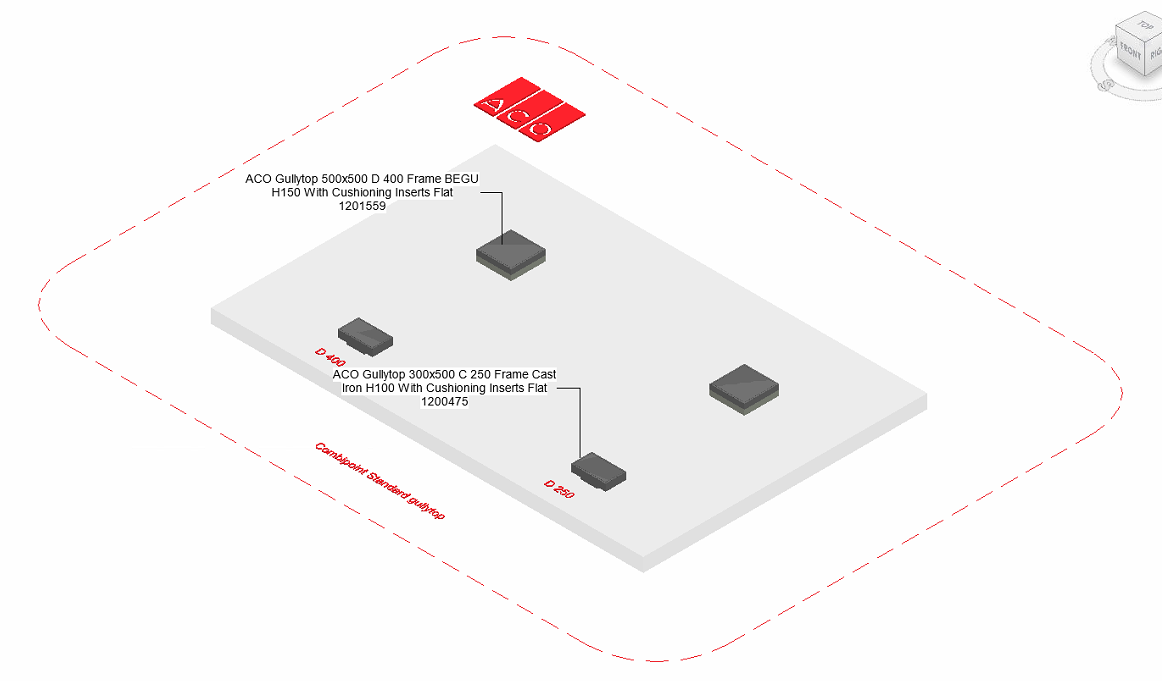 TOP
FRONT
ACO
ACO Gullytop 500x500 D 400 Frame BEGU
H150 With Cushioning Inserts Flat
1201559
D 400
ACO Gullytop 300x500 C 250 Frame Cast
Iron H100 With Cushioning Inserts Flat
1200475
Combipoint Standard gullytop
D 250